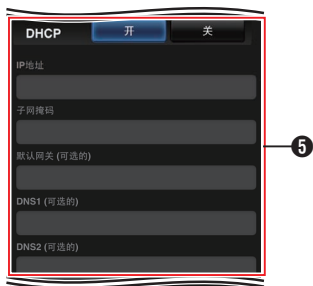 DHCP 开 关
IP地址
子网掩码
默认网关 (可选的)
5
DNS1 (可选的)
DNS2 (可选的)